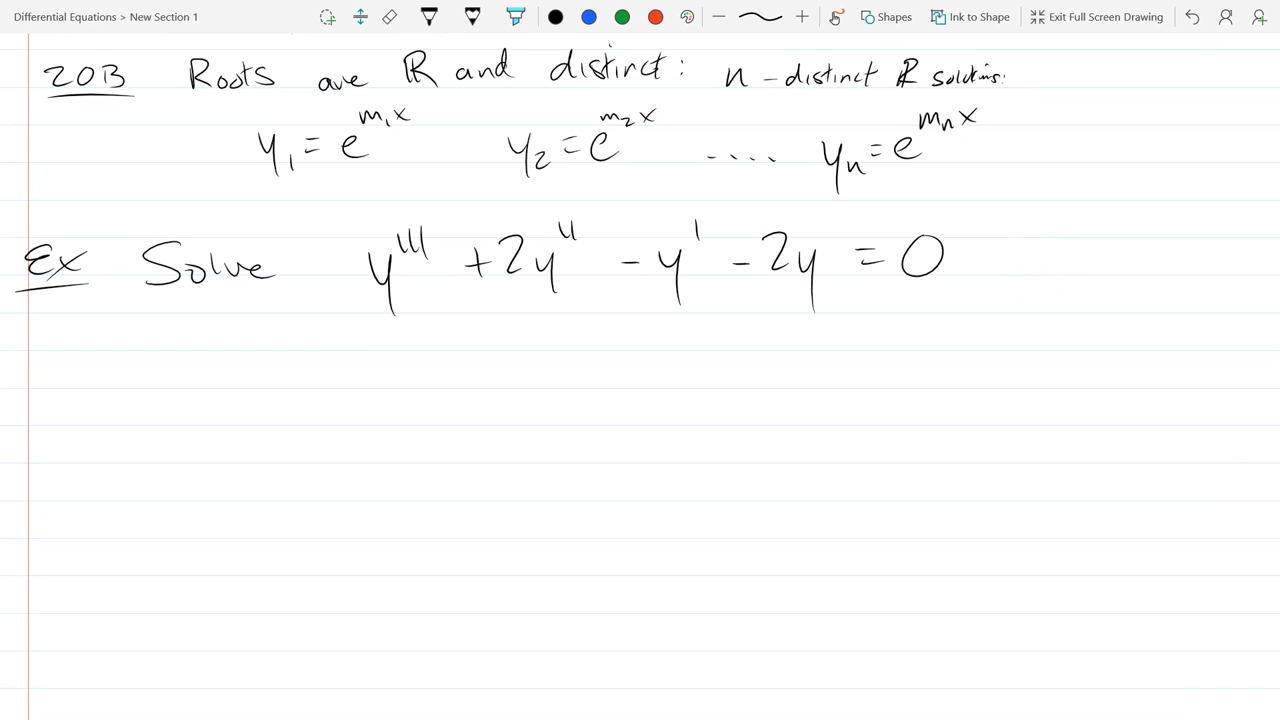 Differential Equations > New Section 1
Shapes Ink to Shape Exit Full Screen Drawing
20B Roots are ℝ and distinct: n-distinct ℝ solutions:
y₁ = e^{m₁x} y₂ = e^{m₂x} .... yₙ = e^{mₙx}
Ex Solve y''' + 2y'' - y' - 2y = 0